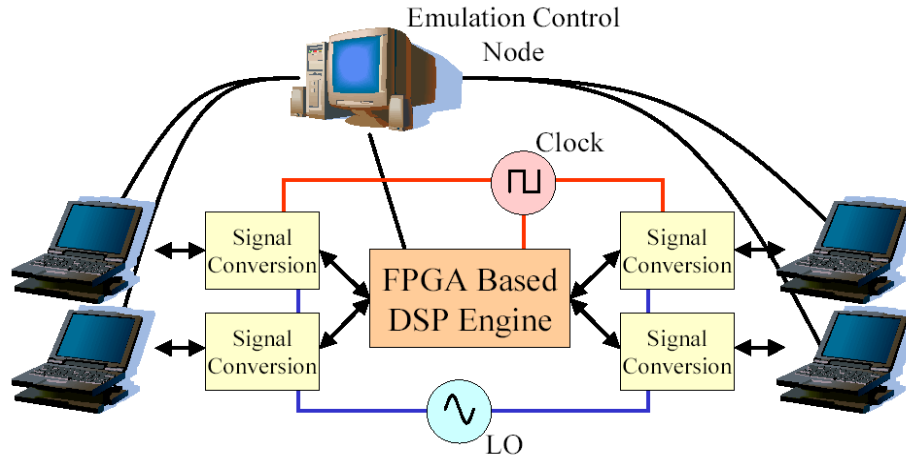 Emulation Control
Node
Clock
Signal
Conversion
Signal
Conversion
FPGA Based
DSP Engine
Signal
Conversion
Signal
Conversion
LO